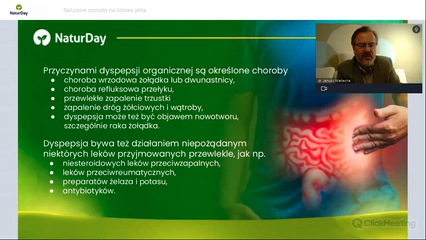 NaturDay
Naturalne sposoby na zdrowe jelita.
NaturDay
Przyczynami dyspepsji organicznej są określone choroby
● choroba wrzodowa żołądka lub dwunastnicy,
● choroba refluksowa przełyku,
● przewlekłe zapalenie trzustki
● zapalenie dróg żółciowych i wątroby,
● dyspepsja może też być objawem nowotworu,
szczególnie raka żołądka.
Dyspepsja bywa też działaniem niepożądanym
niektórych leków przyjmowanych przewlekle, jak np.
● niesteroidowych leków przeciwzapalnych,
● leków przeciwreumatycznych,
● preparatów żelaza i potasu,
● antybiotyków.
ClickMeeting